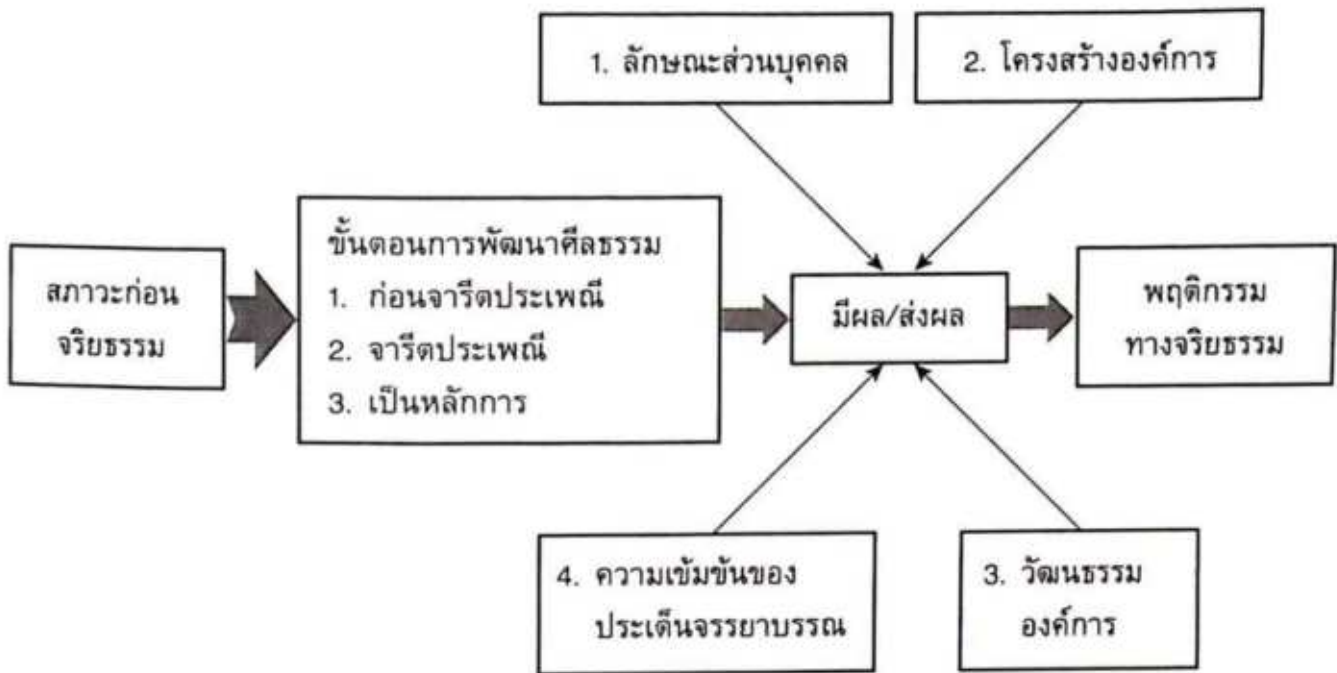 1. ลักษณะส่วนบุคคล
2. โครงสร้างองค์การ
สภาวะก่อน
จริยธรรม
ขั้นตอนการพัฒนาศีลธรรม
1. ก่อนจารีตประเพณี
2. จารีตประเพณี
3. เป็นหลักการ
มีผล/ส่งผล
พฤติกรรม
ทางจริยธรรม
4. ความเข้มข้นของ
ประเด็นจรรยาบรรณ
3. วัฒนธรรม
องค์การ